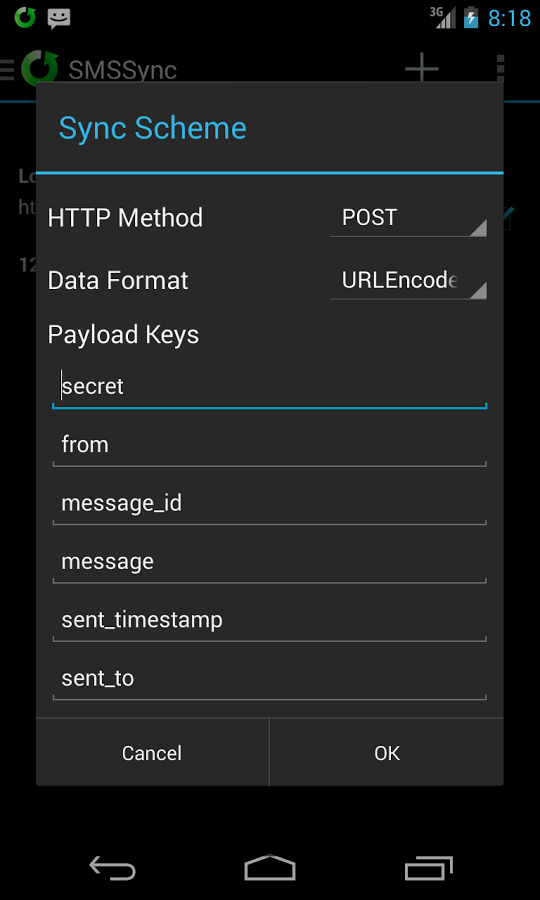 3G 8:18
SMSSync
Sync Scheme
Lo
ht
12
HTTP Method POST
Data Format URLEncode
Payload Keys
secret
from
message_id
message
sent_timestamp
sent_to
Cancel OK